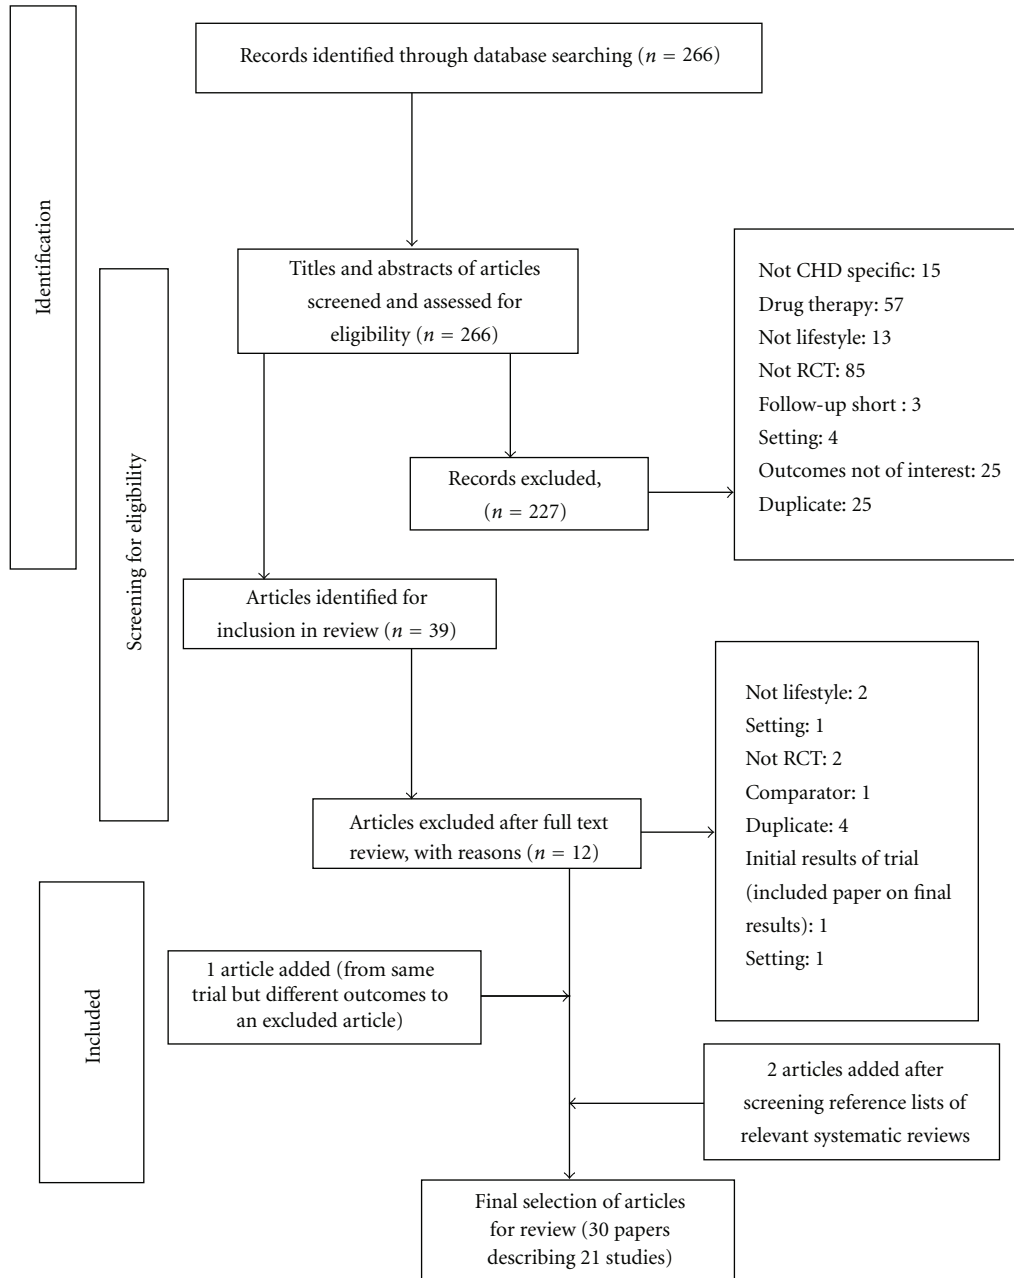 Records identified through database searching (n = 266)
Identification
Titles and abstracts of articles
screened and assessed for
eligibility (n = 266)
Not CHD specific: 15
Drug therapy: 57
Not lifestyle: 13
Not RCT: 85
Follow-up short : 3
Setting: 4
Outcomes not of interest: 25
Duplicate: 25
Records excluded,
(n = 227)
Screening for eligibility
Articles identified for
inclusion in review (n = 39)
Not lifestyle: 2
Setting: 1
Not RCT: 2
Comparator: 1
Duplicate: 4
Initial results of trial
(included paper on final
results): 1
Setting: 1
Articles excluded after full text
review, with reasons (n = 12)
Included
1 article added (from same
trial but different outcomes to
an excluded article)
2 articles added after
screening reference lists of
relevant systematic reviews
Final selection of articles
for review (30 papers
describing 21 studies)